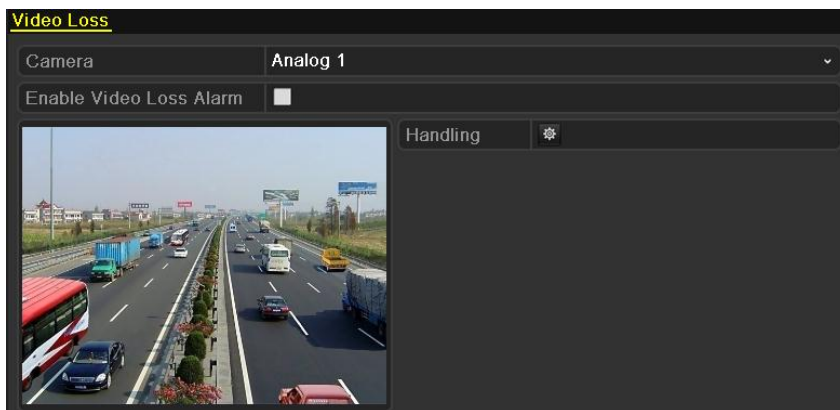 Video Loss
Camera Analog 1
Enable Video Loss Alarm
Handling